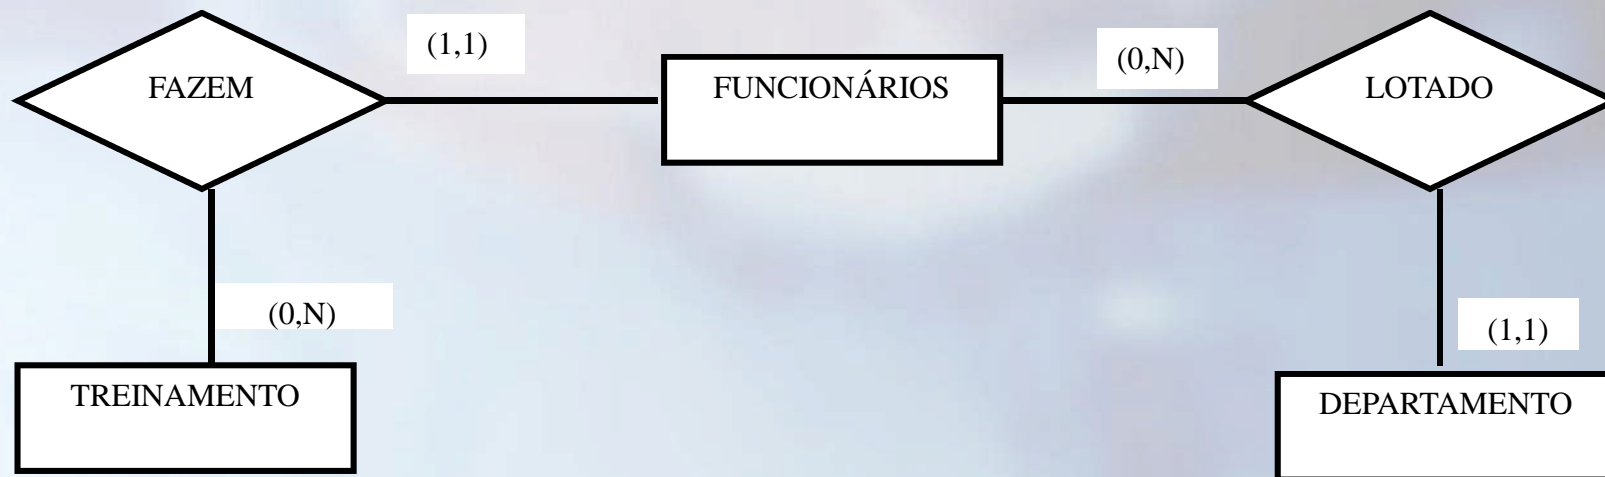 (1,1)
(0,N)
FAZEM
FUNCIONÁRIOS
LOTADO
(0,N)
(1,1)
TREINAMENTO
DEPARTAMENTO